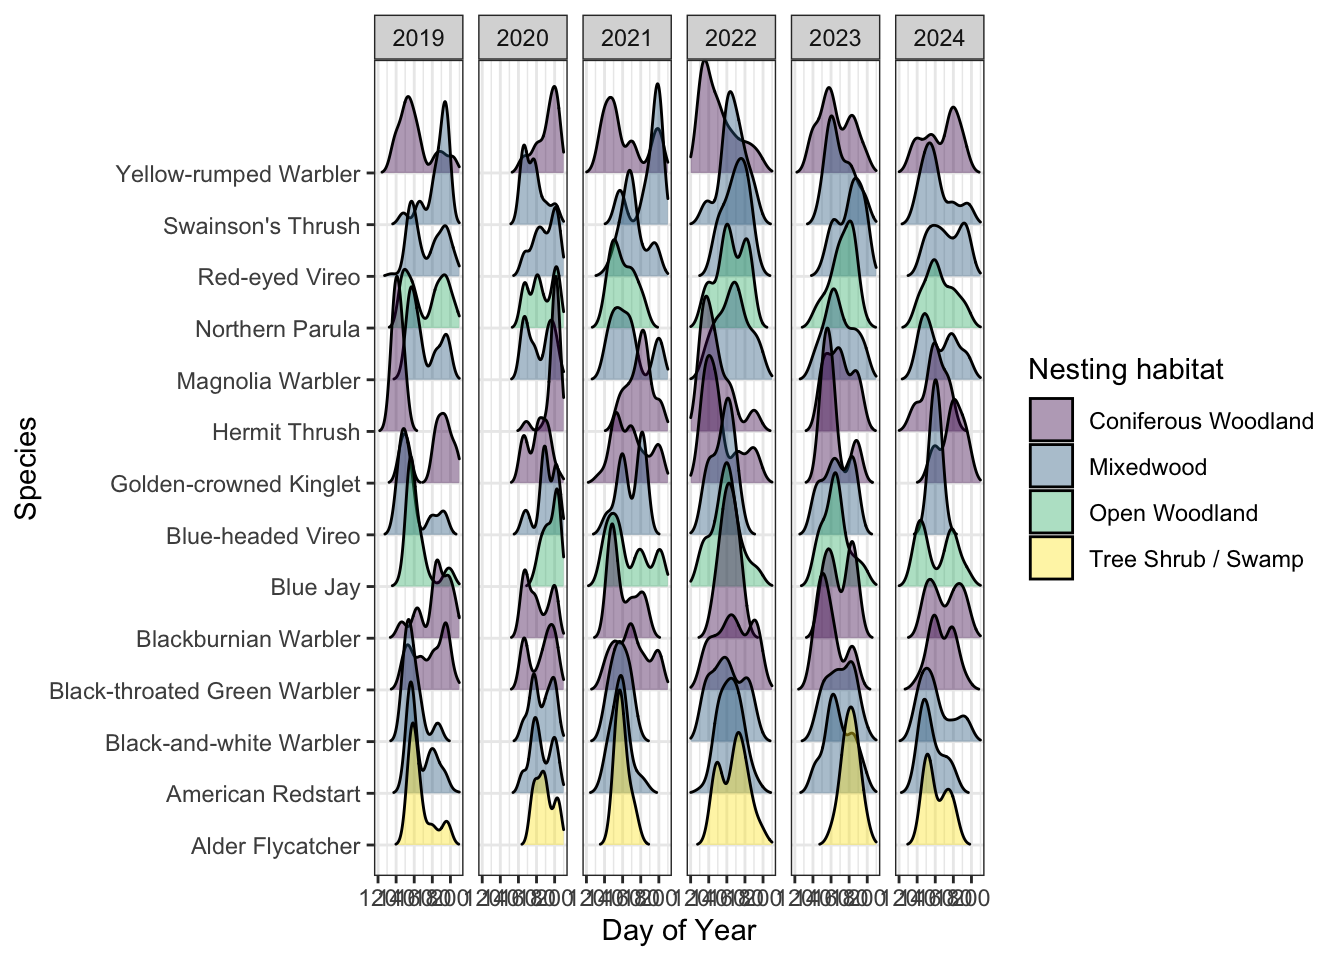 2019 2020 2021 2022 2023 2024
Yellow-rumped Warbler
Swainson's Thrush
Red-eyed Vireo
Northern Parula
Magnolia Warbler
Hermit Thrush
Golden-crowned Kinglet
Blue-headed Vireo
Blue Jay
Blackburnian Warbler
Black-throated Green Warbler
Black-and-white Warbler
American Redstart
Alder Flycatcher
Species
Day of Year
Nesting habitat
Coniferous Woodland
Mixedwood
Open Woodland
Tree Shrub / Swamp